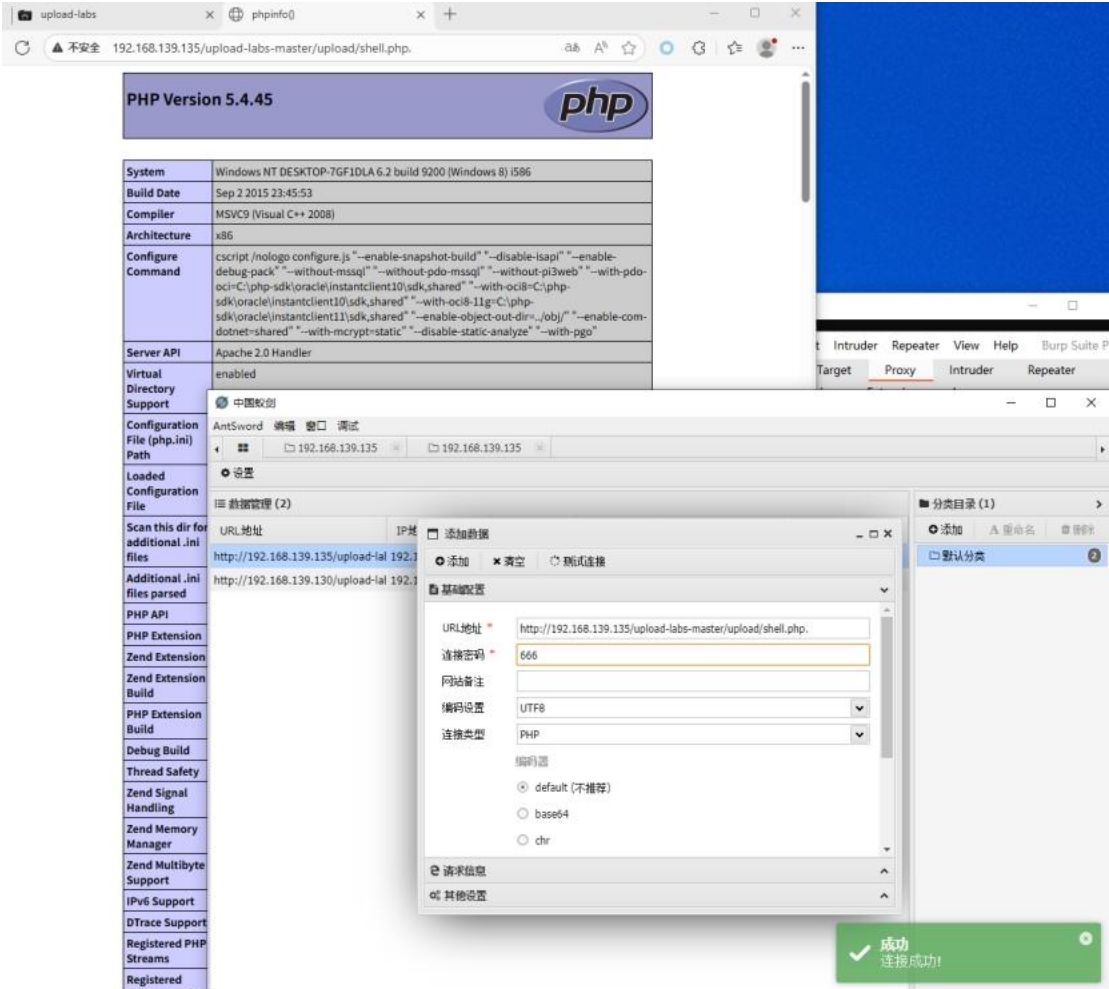 upload-labs
phpinfo()
不安全 192.168.139.135/upload-labs-master/upload/shell.php.
PHP Version 5.4.45
php
System Windows NT DESKTOP-7GF1DLA 6.2 build 9200 (Windows 8) i586
Build Date Sep 2 2015 23:45:53
Compiler MSVC9 (Visual C++ 2008)
Architecture x86
Configure Command cscript /nologo configure.js "--enable-snapshot-build" "--disable-isapi" "--enable-
debug-pack" "--without-mssql" "--without-pdo-mssql" "--without-pi3web" "--with-pdo-
oci=C:\php-sdk\oracle\instantclient10\sdk,shared" "--with-oci8=C:\php-
sdk\oracle\instantclient10\sdk,shared" "--with-oci8-11g=C:\php-
sdk\oracle\instantclient11\sdk,shared" "--enable-object-out-dir=../obj/" "--enable-com-
dotnet=shared" "--with-mcrypt=static" "--disable-static-analyze" "--with-pgo"
Server API Apache 2.0 Handler
Virtual
Directory
Support
enabled
Configuration
File (php.ini)
Path
Loaded
Configuration
File
Scan this dir for
additional .ini
files
Additional .ini
files parsed
PHP API
PHP Extension
Zend Extension
Zend Extension
Build
PHP Extension
Build
Debug Build
Thread Safety
Zend Signal
Handling
Zend Memory
Manager
Zend Multibyte
Support
IPv6 Support
DTrace Support
Registered PHP
Streams
Registered
t Intruder Repeater View Help Burp Suite P
Target Proxy Intruder Repeater
中国蚁剑
AntSword 编辑 窗口 调试
192.168.139.135
192.168.139.135
设置
数据管理 (2)
URL地址 IP地
http://192.168.139.135/upload-lal 192.1
http://192.168.139.130/upload-lal 192.1
添加数据
添加 清空 测试连接
基础配置
URL地址 * http://192.168.139.135/upload-labs-master/upload/shell.php.
连接密码 * 666
网站备注
编码设置 UTF8
连接类型 PHP
编码器
default (不推荐)
base64
chr
请求信息
其他设置
分类目录 (1)
添加 重命名 删除
默认分类 2
成功
连接成功!